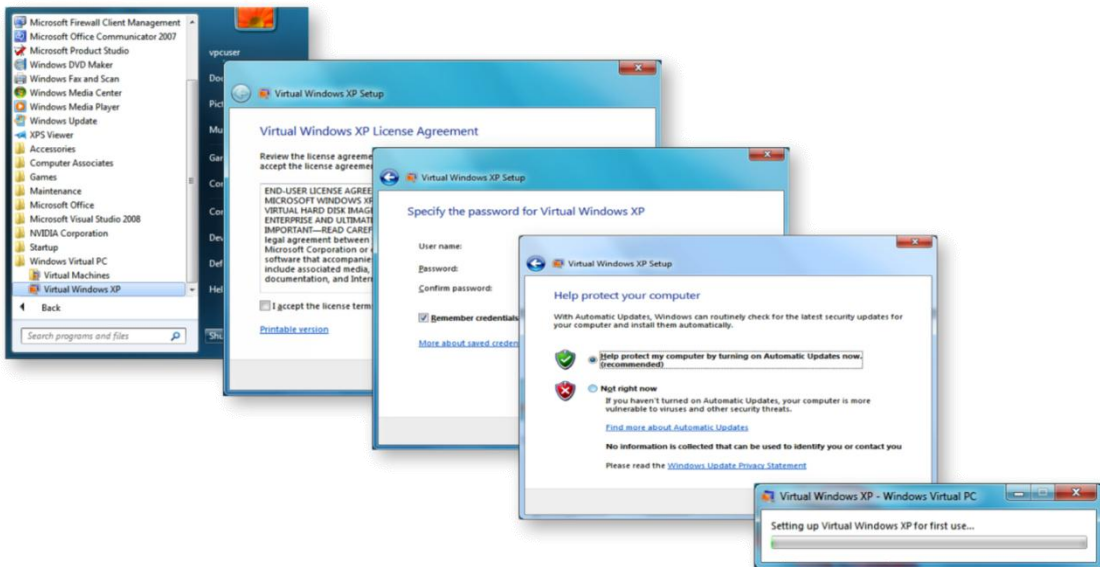 Microsoft Firewall Client Management
Microsoft Office Communicator 2007
Microsoft Product Studio
Windows DVD Maker
Windows Fax and Scan
Windows Media Center
Windows Media Player
Windows Update
XPS Viewer
Accessories
Computer Associates
Games
Maintenance
Microsoft Office
Microsoft Visual Studio 2008
NVIDIA Corporation
Startup
Windows Virtual PC
Virtual Machines
Virtual Windows XP
Back
Search programs and files
vpcuser
Virtual Windows XP Setup
Virtual Windows XP License Agreement
Review the license
accept the license
END-USER LICENSE
MICROSOFT WINDOWS
VIRTUAL HARD DISK
ENTERPRISE AND
IMPORTANT—READ
legal agreement between
Microsoft Corporation or
software that
include associated media,
documentation, and
I accept the license
Printable version
Virtual Windows XP Setup
Specify the password for Virtual Windows XP
User name:
Password:
Confirm password:
Remember credentials
More about saved
Virtual Windows XP Setup
Help protect your computer
With Automatic Updates, Windows can routinely check for the latest security updates for
your computer and install them automatically.
Help protect my computer by turning on Automatic Updates now.
(recommended)
Not right now
If you haven't turned on Automatic Updates, your computer is more
vulnerable to viruses and other security threats.
Find more about Automatic Updates
No information is collected that can be used to identify you or contact you
Please read the Windows Update Privacy Statement
Virtual Windows XP - Windows Virtual PC
Setting up Virtual Windows XP for first use...